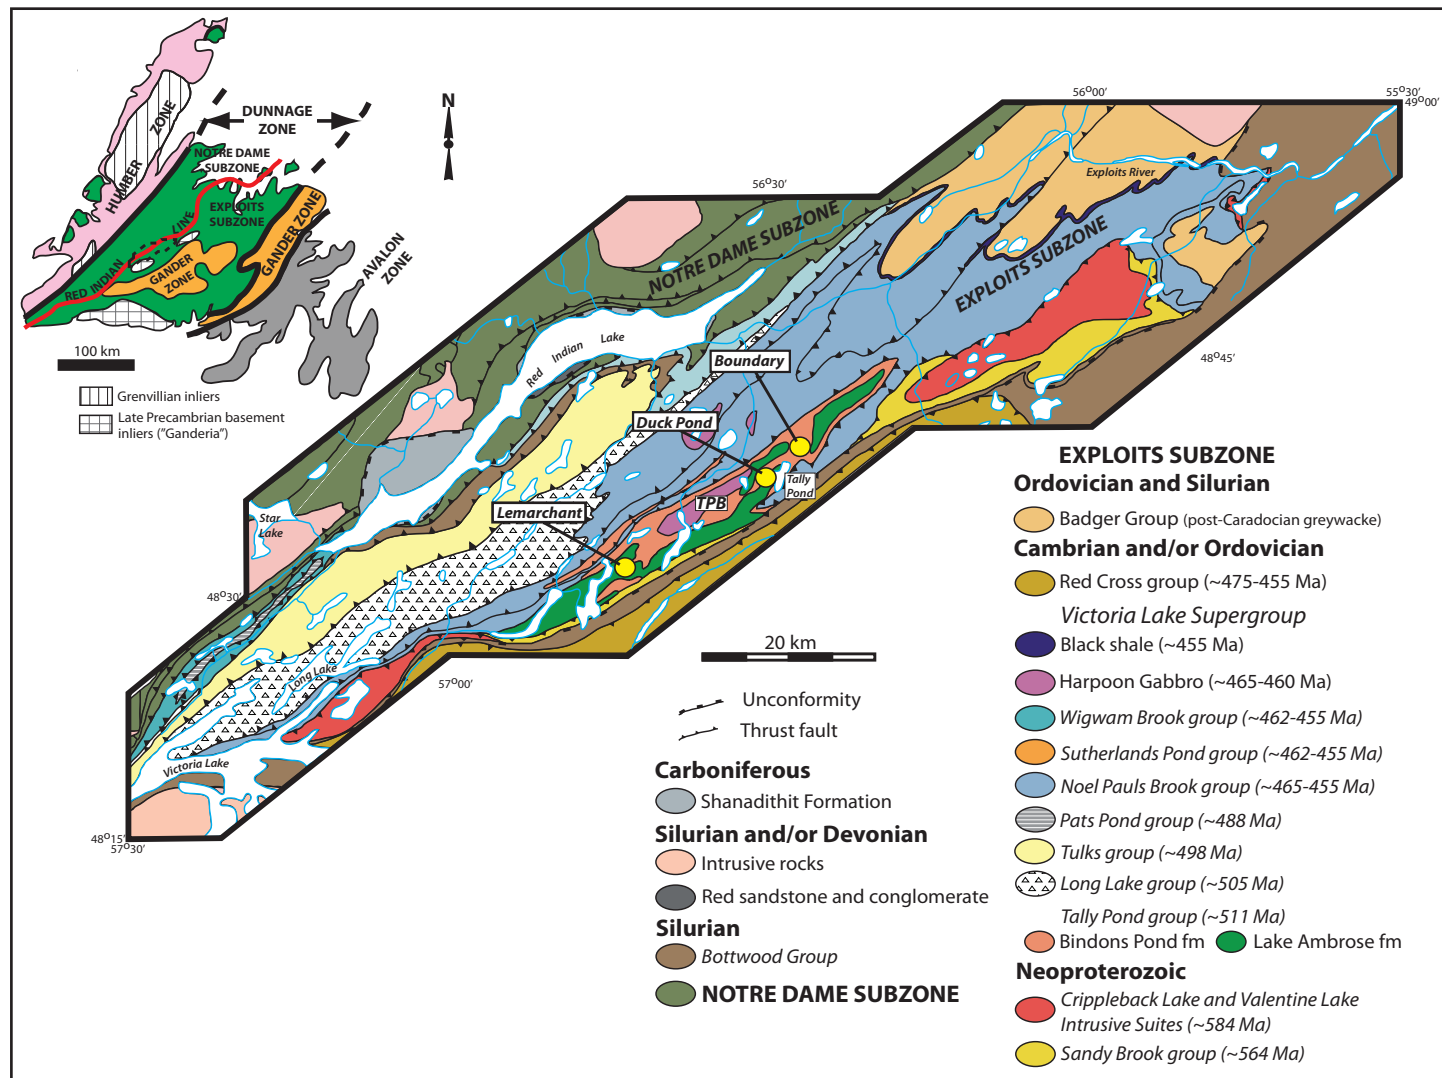 HUMBER
ZONE
DUNNAGE
ZONE
NOTRE DAME
SUBZONE
EXPLOITS
SUBZONE
RED INDIAN LINE
GANDER
ZONE
GANDER ZONE
AVALON
ZONE
100 km
Grenvillian inliers
Late Precambrian basement
inliers ("Ganderia")
N
56°30'
56°00'
55°30'
49°00'
48°45'
48°30'
57°00'
48°15'
57°30'
NOTRE DAME SUBZONE
EXPLOITS SUBZONE
Exploits River
Red Indian Lake
Boundary
Duck Pond
Lemarchant
Tally
Pond
TPB
Star
Lake
Long Lake
Victoria Lake
20 km
Unconformity
Thrust fault
Carboniferous
Shanadithit Formation
Silurian and/or Devonian
Intrusive rocks
Red sandstone and conglomerate
Silurian
Bottwood Group
NOTRE DAME SUBZONE
EXPLOITS SUBZONE
Ordovician and Silurian
Badger Group (post-Caradocian greywacke)
Cambrian and/or Ordovician
Red Cross group (~475-455 Ma)
Victoria Lake Supergroup
Black shale (~455 Ma)
Harpoon Gabbro (~465-460 Ma)
Wigwam Brook group (~462-455 Ma)
Sutherlands Pond group (~462-455 Ma)
Noel Pauls Brook group (~465-455 Ma)
Pats Pond group (~488 Ma)
Tulks group (~498 Ma)
Long Lake group (~505 Ma)
Tally Pond group (~511 Ma)
Bindons Pond fm Lake Ambrose fm
Neoproterozoic
Crippleback Lake and Valentine Lake
Intrusive Suites (~584 Ma)
Sandy Brook group (~564 Ma)